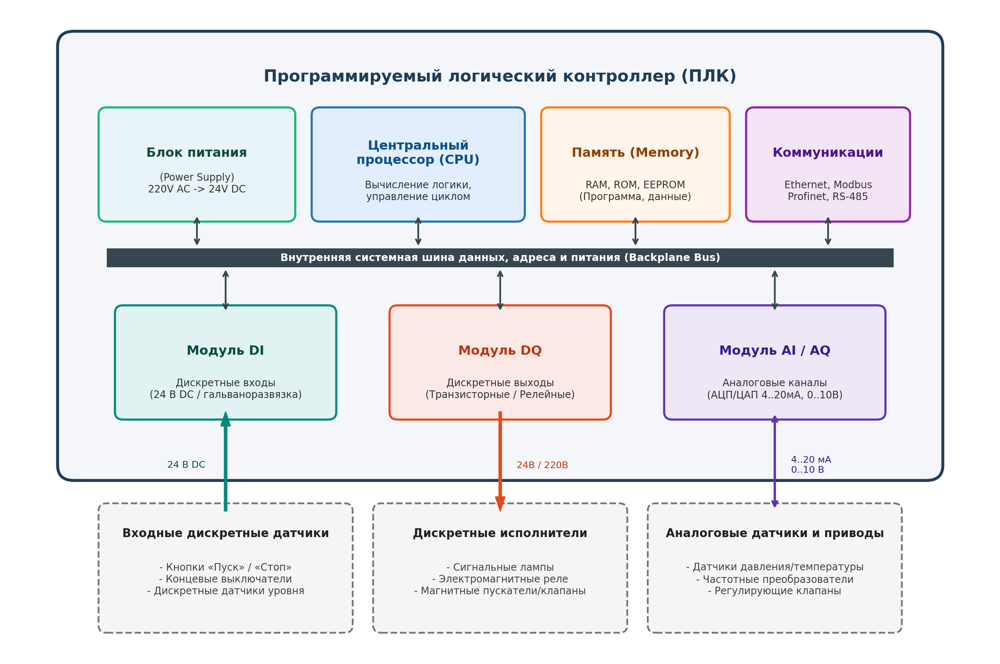 Программируемый логический контроллер (ПЛК)
Блок питания
(Power Supply)
220V AC -> 24V DC
Центральный
процессор (CPU)
Вычисление логики,
управление циклом
Память (Memory)
RAM, ROM, EEPROM
(Программа, данные)
Коммуникации
Ethernet, Modbus
Profinet, RS-485
Внутренняя системная шина данных, адреса и питания (Backplane Bus)
Модуль DI
Дискретные входы
(24 В DC / гальваноразвязка)
Модуль DQ
Дискретные выходы
(Транзисторные / Релейные)
Модуль AI / AQ
Аналоговые каналы
(АЦП/ЦАП 4..20мА, 0..10В)
24 В DC
24В / 220В
4..20 мА
0..10 В
Входные дискретные датчики
- Кнопки «Пуск» / «Стоп»
- Концевые выключатели
- Дискретные датчики уровня
Дискретные исполнители
- Сигнальные лампы
- Электромагнитные реле
- Магнитные пускатели/клапаны
Аналоговые датчики и приводы
- Датчики давления/температуры
- Частотные преобразователи
- Регулирующие клапаны